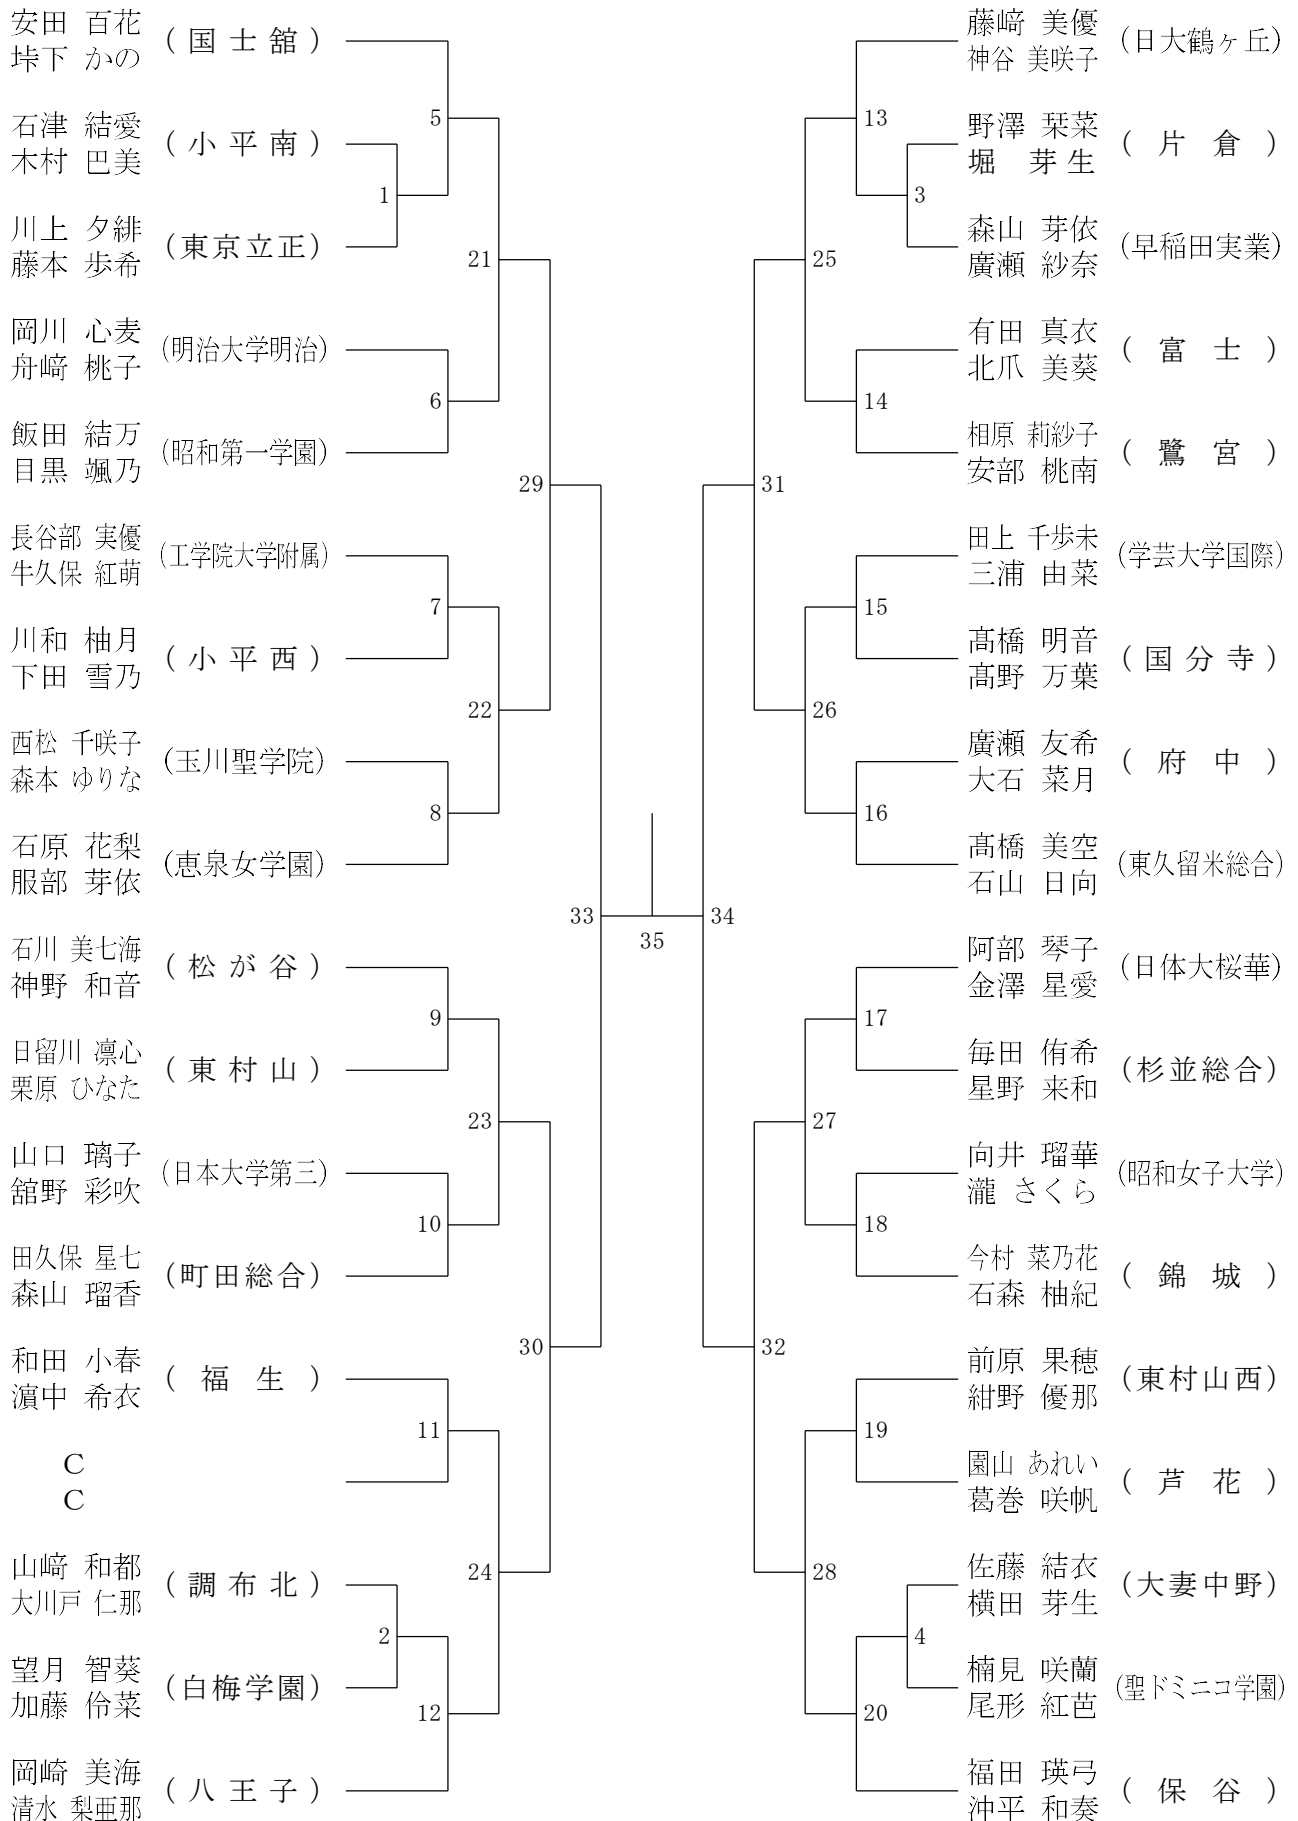 安田 百花
垰下 かの
(国士舘)
石津 結愛
木村 巴美
(小平南)
川上 夕緋
藤本 歩希
(東京立正)
岡川 心麦
舟﨑 桃子
(明治大学明治)
飯田 結万
目黒 颯乃
(昭和第一学園)
長谷部 実優
牛久保 紅萌
(工学院大学附属)
川和 柚月
下田 雪乃
(小平西)
西松 千咲子
森本 ゆりな
(玉川聖学院)
石原 花梨
服部 芽依
(恵泉女学園)
石川 美七海
神野 和音
(松が谷)
日留川 凛心
栗原 ひなた
(東村山)
山口 璃子
舘野 彩吹
(日本大学第三)
田久保 星七
森山 瑠香
(町田総合)
和田 小春
濵中 希衣
(福生)
C
C
山﨑 和都
大川戸 仁那
(調布北)
望月 智葵
加藤 伶菜
(白梅学園)
岡崎 美海
清水 梨亜那
(八王子)
1
2
5
6
7
8
9
10
11
12
21
22
23
24
29
30
33
35
34
31
32
25
26
27
28
13
14
15
16
17
18
19
20
3
4
藤﨑 美優
神谷 美咲子
(日大鶴ヶ丘)
野澤 栞菜
堀 芽生
(片倉)
森山 芽依
廣瀬 紗奈
(早稲田実業)
有田 真衣
北爪 美葵
(富士)
相原 莉紗子
安部 桃南
(鷺宮)
田上 千歩未
三浦 由菜
(学芸大学国際)
髙橋 明音
髙野 万葉
(国分寺)
廣瀬 友希
大石 菜月
(府中)
髙橋 美空
石山 日向
(東久留米総合)
阿部 琴子
金澤 星愛
(日体大桜華)
毎田 侑希
星野 来和
(杉並総合)
向井 瑠華
瀧 さくら
(昭和女子大学)
今村 菜乃花
石森 柚紀
(錦城)
前原 果穂
紺野 優那
(東村山西)
園山 あれい
葛巻 咲帆
(芦花)
佐藤 結衣
横田 芽生
(大妻中野)
楠見 咲蘭
尾形 紅芭
(聖ドミニコ学園)
福田 瑛弓
沖平 和奏
(保谷)